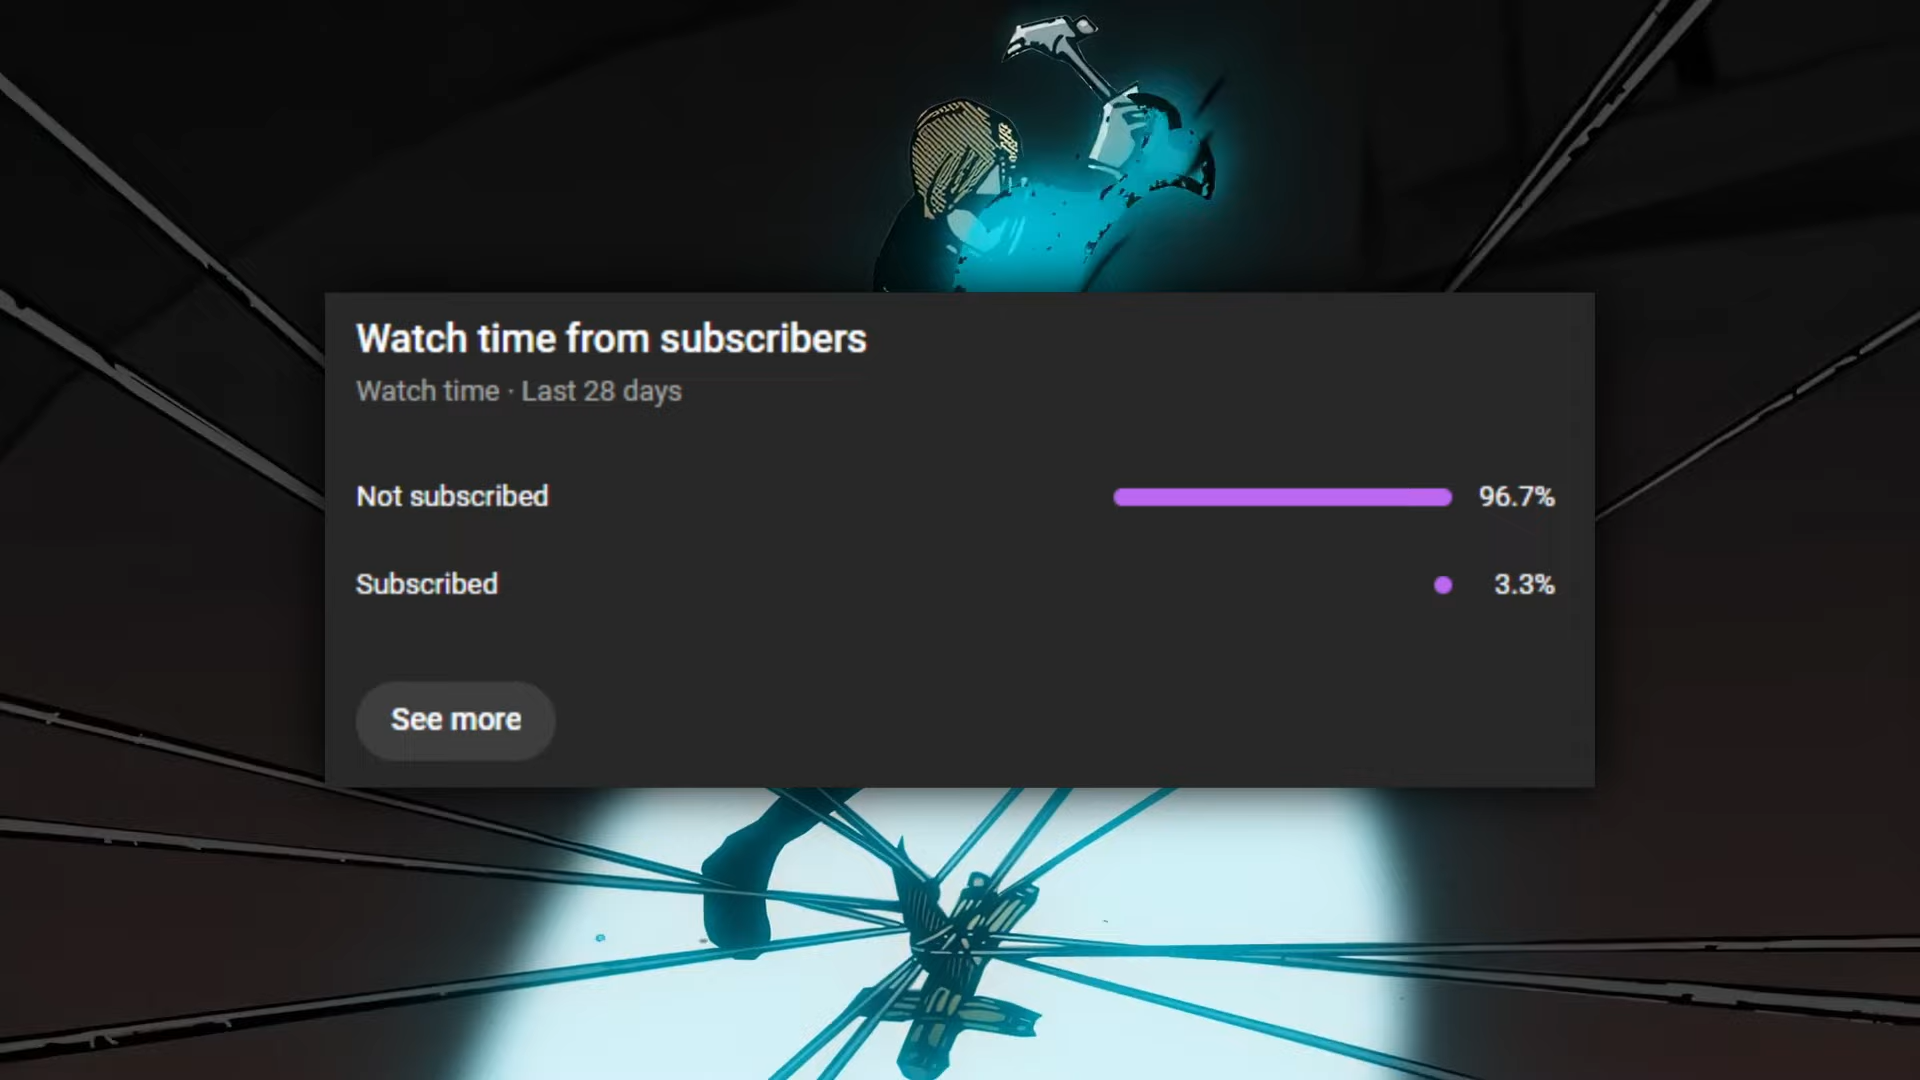 Watch time from subscribers
Watch time · Last 28 days
Not subscribed 96.7%
Subscribed 3.3%
See more